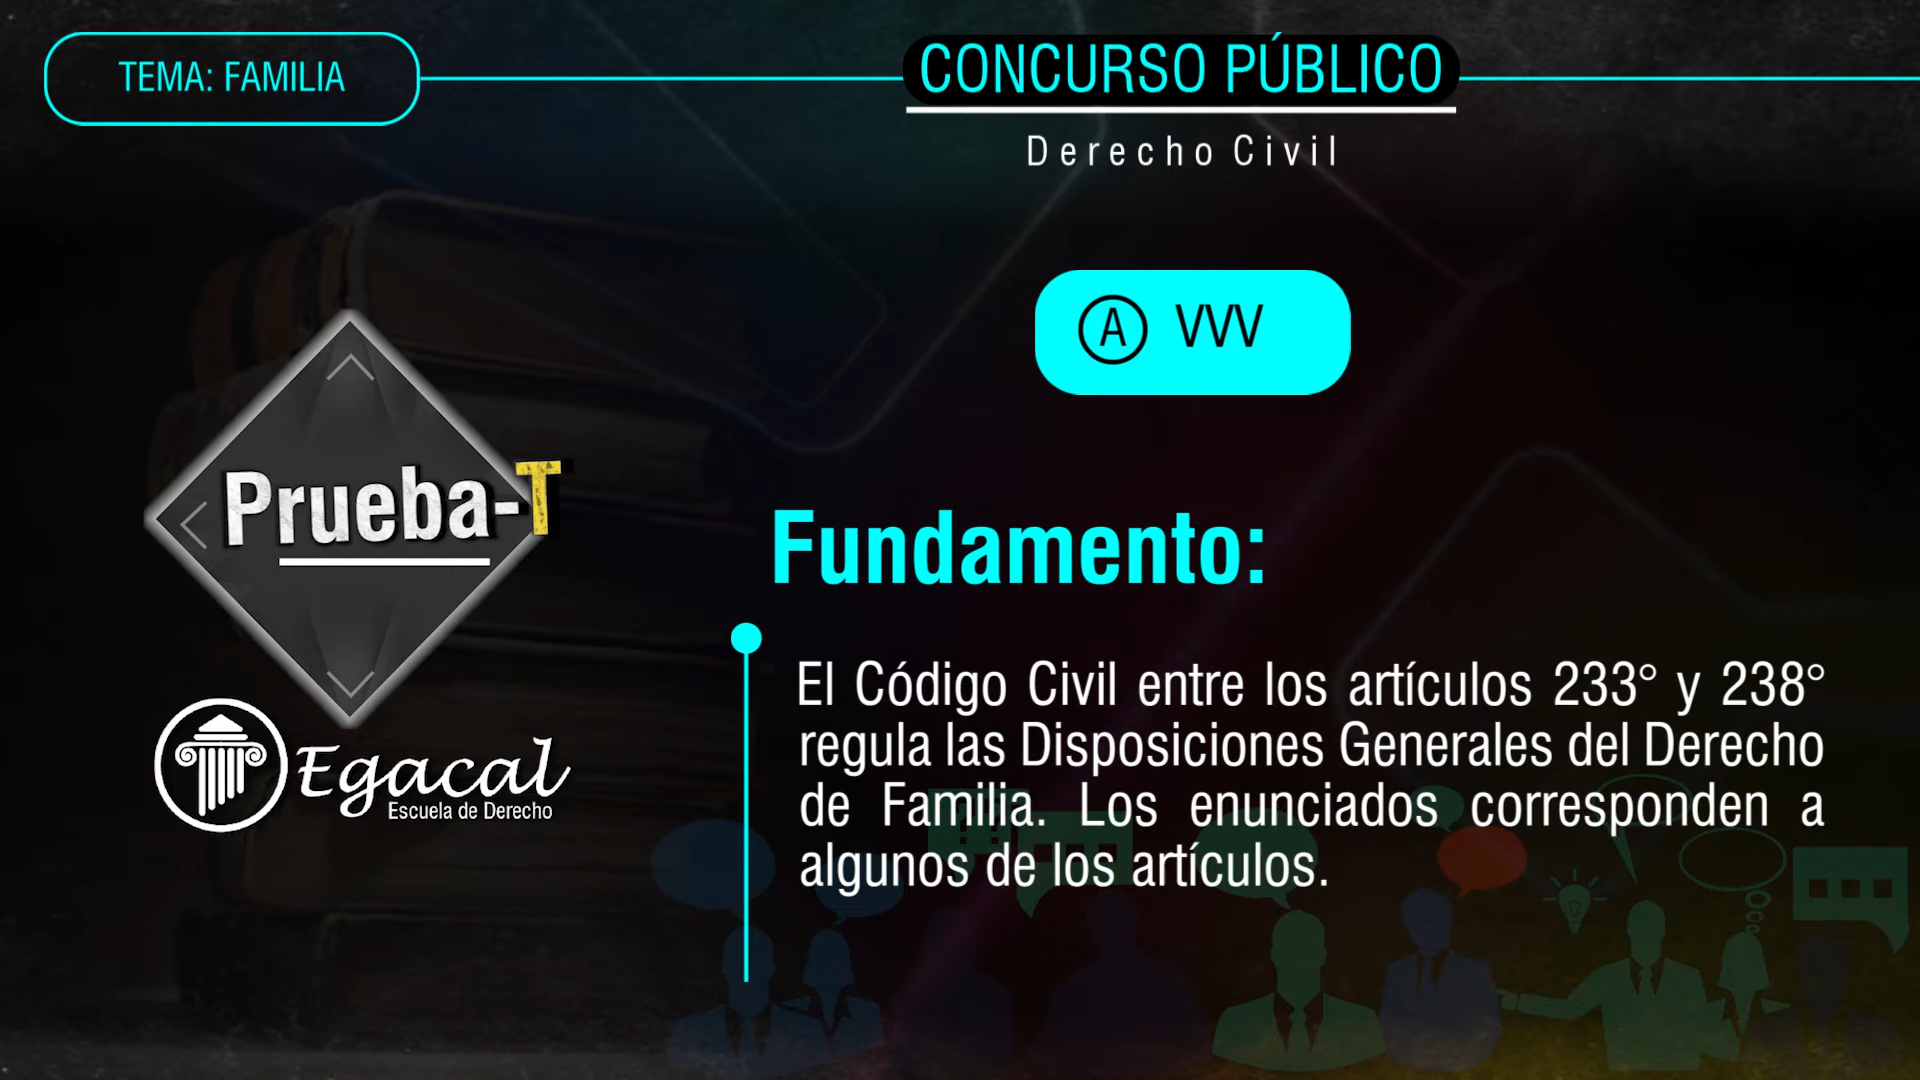 TEMA: FAMILIA
CONCURSO PÚBLICO
Derecho Civil
A VVV
Prueba-T
Egacal
Escuela de Derecho
Fundamento:
El Código Civil entre los artículos 233° y 238°
regula las Disposiciones Generales del Derecho
de Familia. Los enunciados corresponden a
algunos de los artículos.